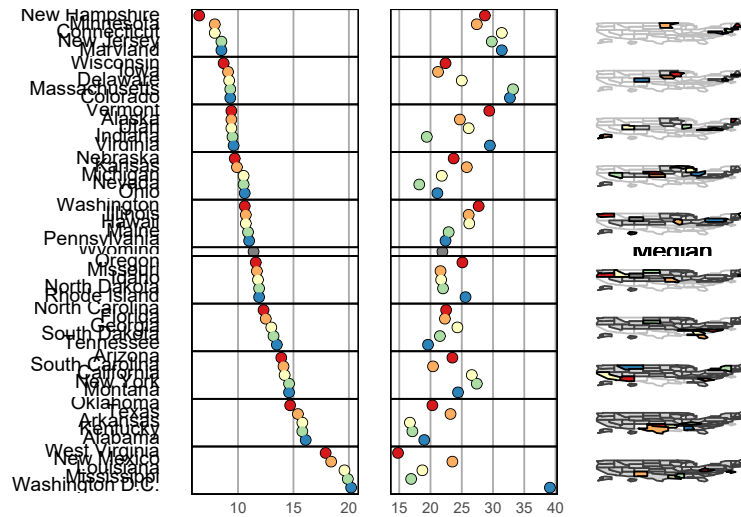 New Hampshire
Minnesota
Connecticut
New Jersey
Maryland
Wisconsin
Iowa
Delaware
Massachusetts
Colorado
Vermont
Alaska
Utah
Indiana
Virginia
Nebraska
Kansas
Michigan
Nevada
Ohio
Washington
Illinois
Hawaii
Maine
Pennsylvania
Wyoming
Median
Oregon
Missouri
Idaho
North Dakota
Rhode Island
North Carolina
Florida
Georgia
South Dakota
Tennessee
Arizona
South Carolina
California
New York
Montana
Oklahoma
Texas
Arkansas
Kentucky
Alabama
West Virginia
New Mexico
Louisiana
Mississippi
Washington D.C.
10 15 20 15 20 25 30 35 40